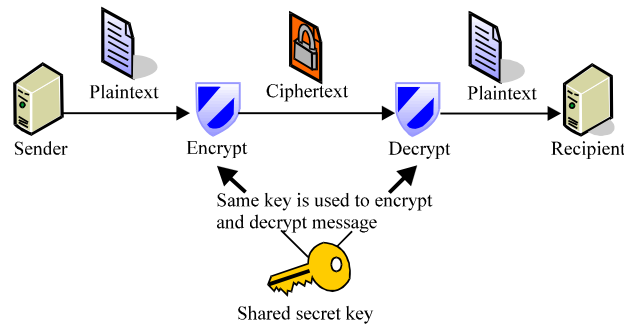 Plaintext
Ciphertext
Plaintext
Sender
Encrypt
Decrypt
Recipient
Same key is used to encrypt
and decrypt message
Shared secret key